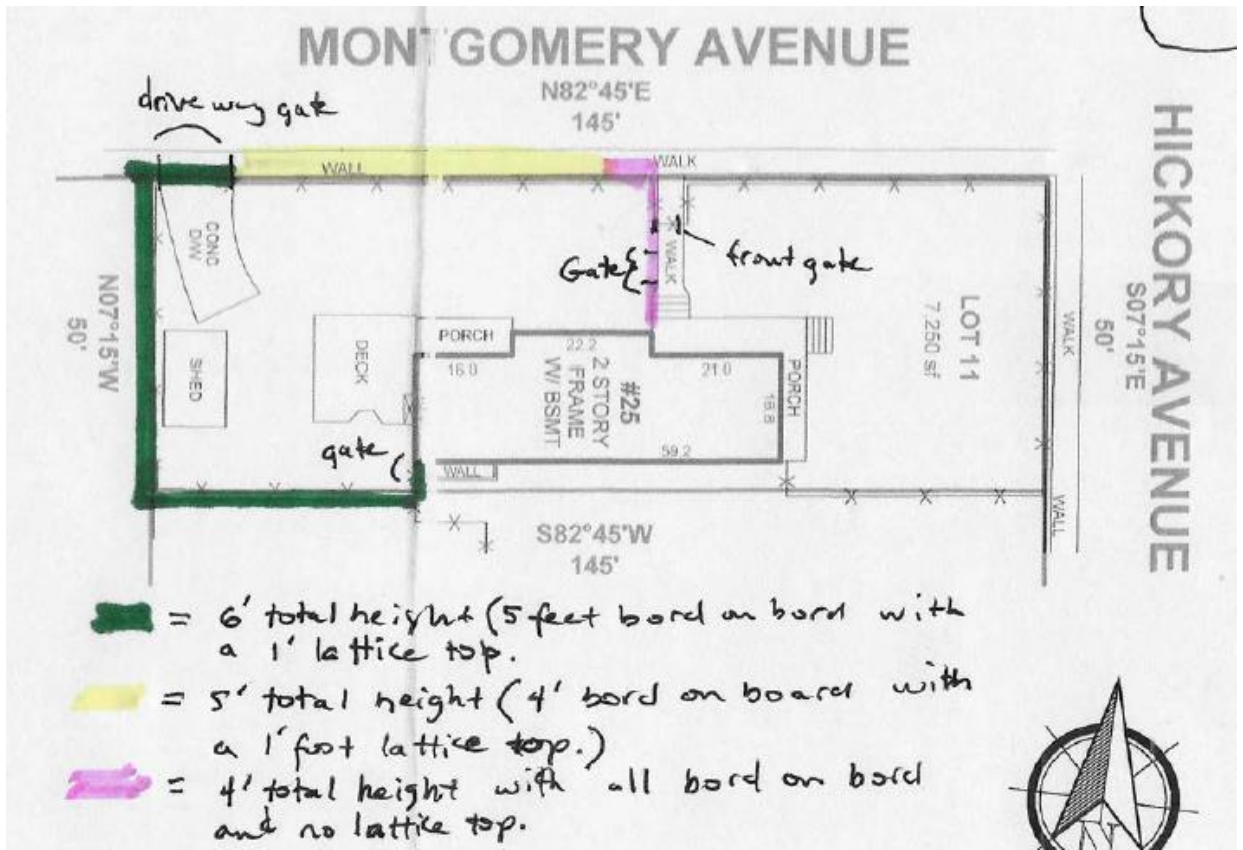 MONTGOMERY AVENUE
N82°45'E
145'
drive way gate
HICKORY AVENUE
S07°15'E
50'
WALL
WALK
CONC
D/W
N07°15'W
50'
Gate
WALK
front gate
LOT 11
7.250 sf
WALK
SHED
DECK
PORCH
16.0
22.2
#25
2 STORY
FRAME
W/ BSMT
21.0
18.8
PORCH
59.2
gate
WALL
WALL
S82°45'W
145'
= 6' total height (5 feet bord on bord with
a 1' lattice top.
= 5' total height (4' bord on board with
a 1' foot lattice top.)
= 4' total height with all bord on bord
and no lattice top.